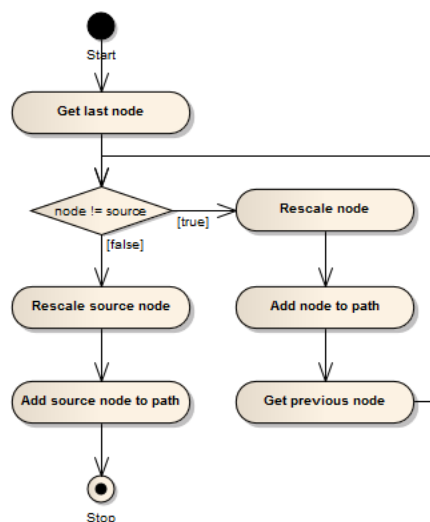 Start
Get last node
node != source
[true]
Rescale node
[false]
Rescale source node
Add node to path
Add source node to path
Get previous node
Stop